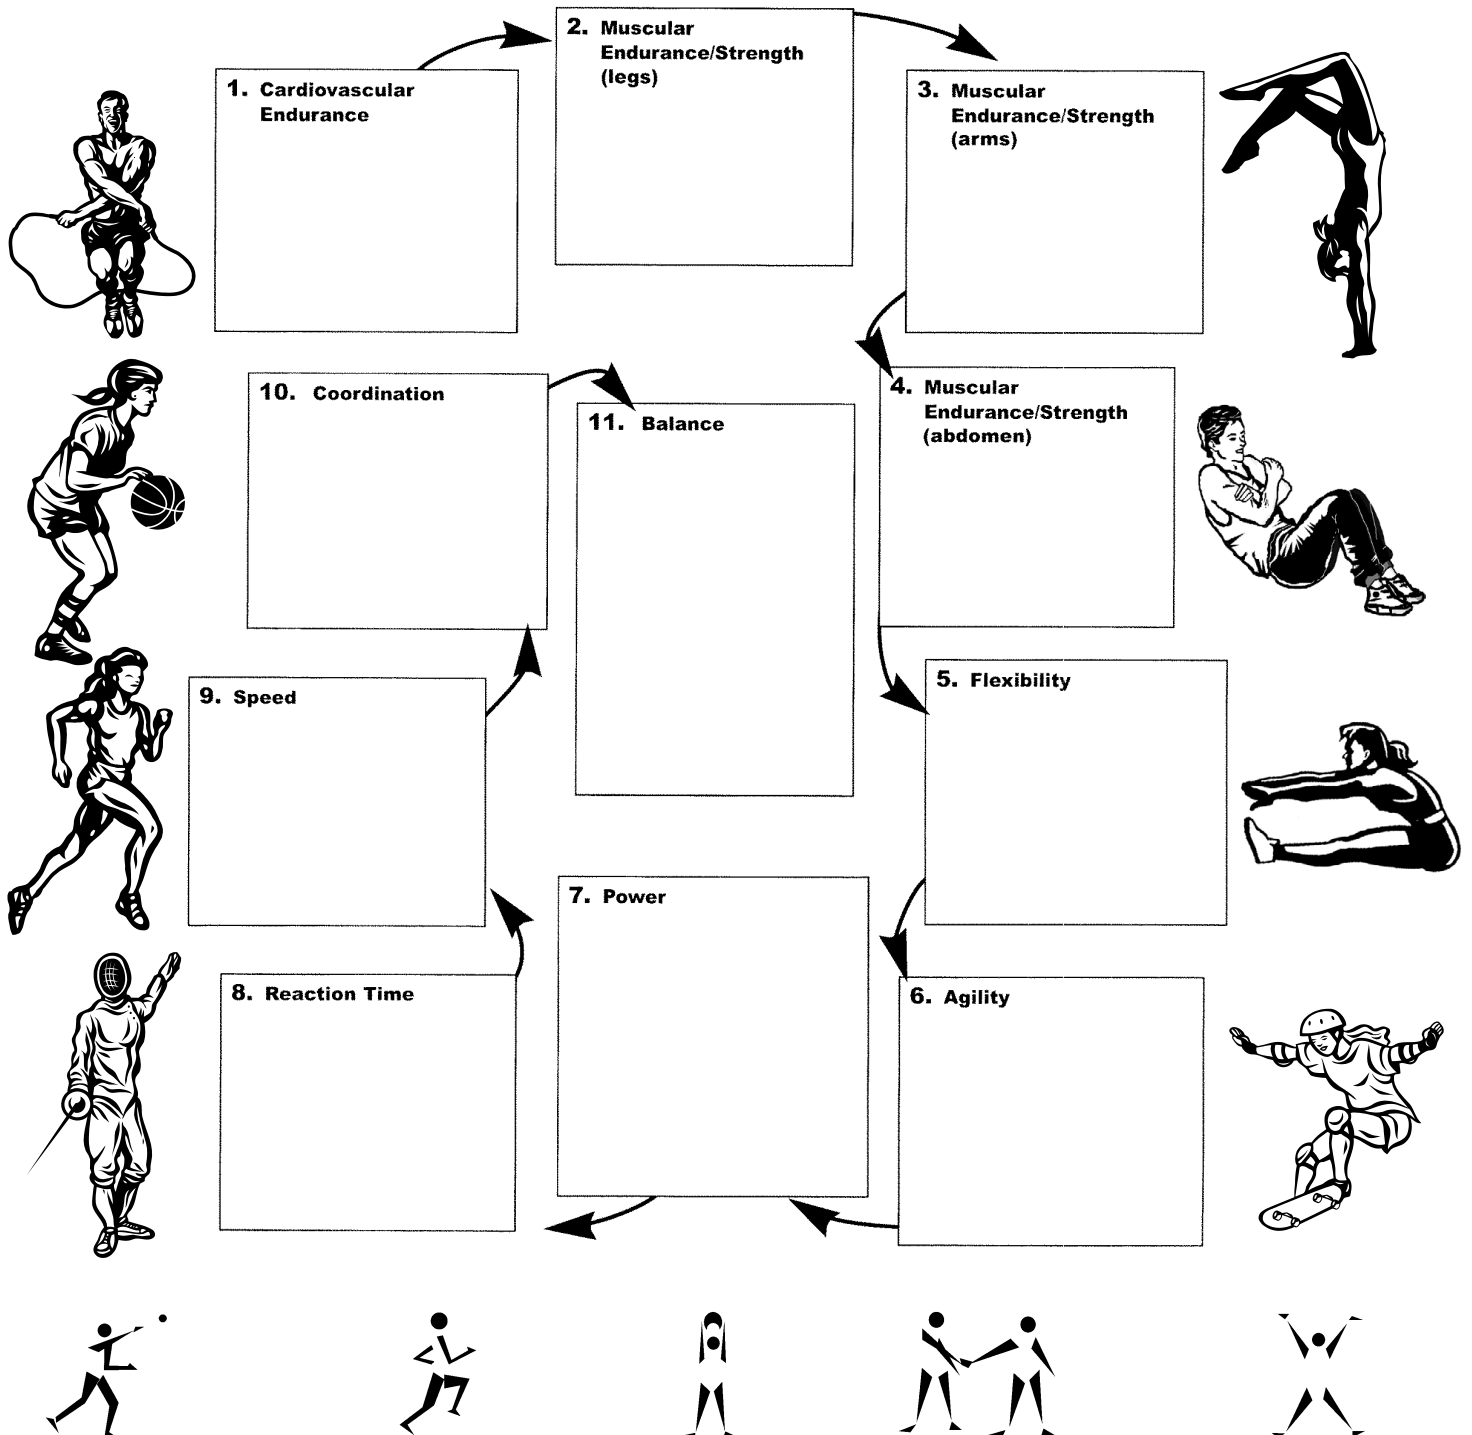 1. Cardiovascular
Endurance
2. Muscular
Endurance/Strength
(legs)
3. Muscular
Endurance/Strength
(arms)
4. Muscular
Endurance/Strength
(abdomen)
5. Flexibility
6. Agility
7. Power
8. Reaction Time
9. Speed
10. Coordination
11. Balance